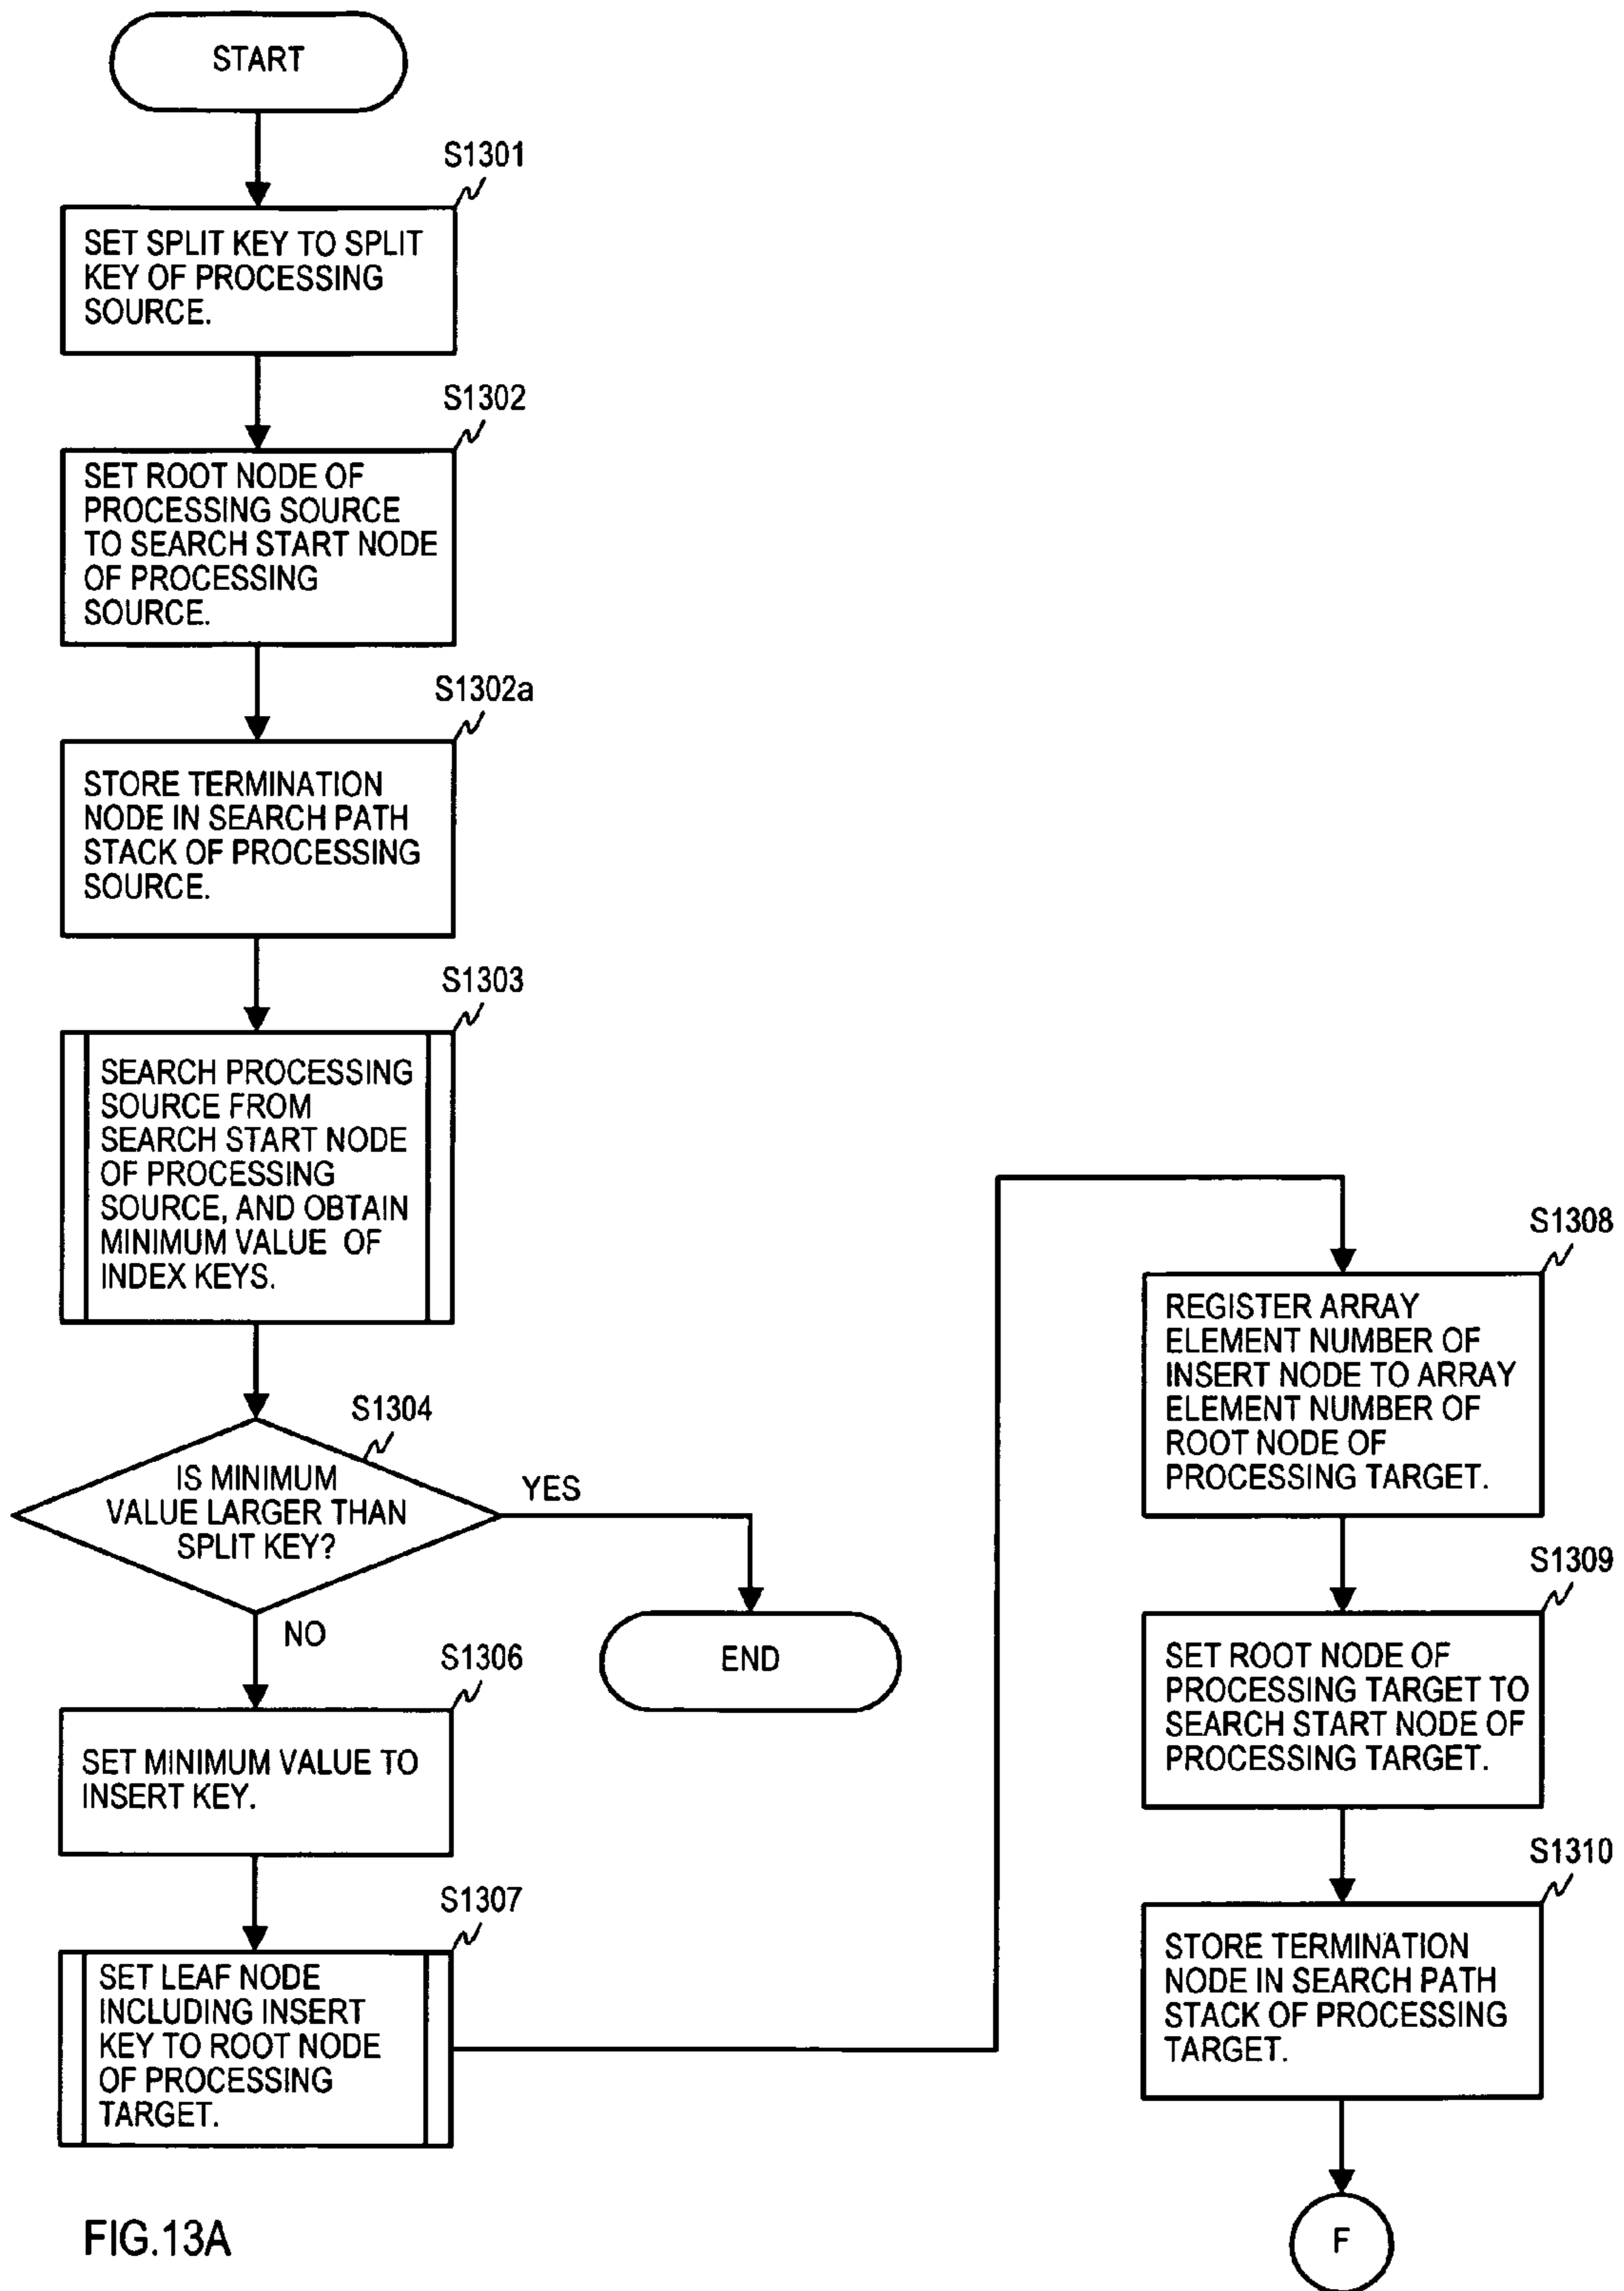 START
S1301
SET SPLIT KEY TO SPLIT
KEY OF PROCESSING
SOURCE.
S1302
SET ROOT NODE OF
PROCESSING SOURCE
TO SEARCH START NODE
OF PROCESSING
SOURCE.
S1302a
STORE TERMINATION
NODE IN SEARCH PATH
STACK OF PROCESSING
SOURCE.
S1303
SEARCH PROCESSING
SOURCE FROM
SEARCH START NODE
OF PROCESSING
SOURCE, AND OBTAIN
MINIMUM VALUE OF
INDEX KEYS.
S1304
IS MINIMUM
VALUE LARGER THAN
SPLIT KEY?
YES
END
NO
S1306
SET MINIMUM VALUE TO
INSERT KEY.
S1307
SET LEAF NODE
INCLUDING INSERT
KEY TO ROOT NODE
OF PROCESSING
TARGET.
S1308
REGISTER ARRAY
ELEMENT NUMBER OF
INSERT NODE TO ARRAY
ELEMENT NUMBER OF
ROOT NODE OF
PROCESSING TARGET.
S1309
SET ROOT NODE OF
PROCESSING TARGET TO
SEARCH START NODE OF
PROCESSING TARGET.
S1310
STORE TERMINATION
NODE IN SEARCH PATH
STACK OF PROCESSING
TARGET.
F
FIG.13A